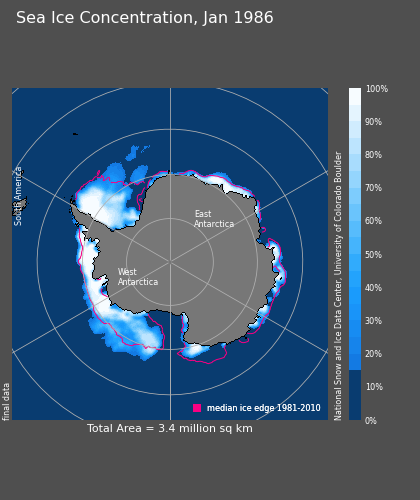 Sea Ice Concentration, Jan 1986
South America
East
Antarctica
West
Antarctica
median ice edge 1981-2010
final data
Total Area = 3.4 million sq km
100%
90%
80%
70%
60%
50%
40%
30%
20%
10%
0%
National Snow and Ice Data Center, University of Colorado Boulder